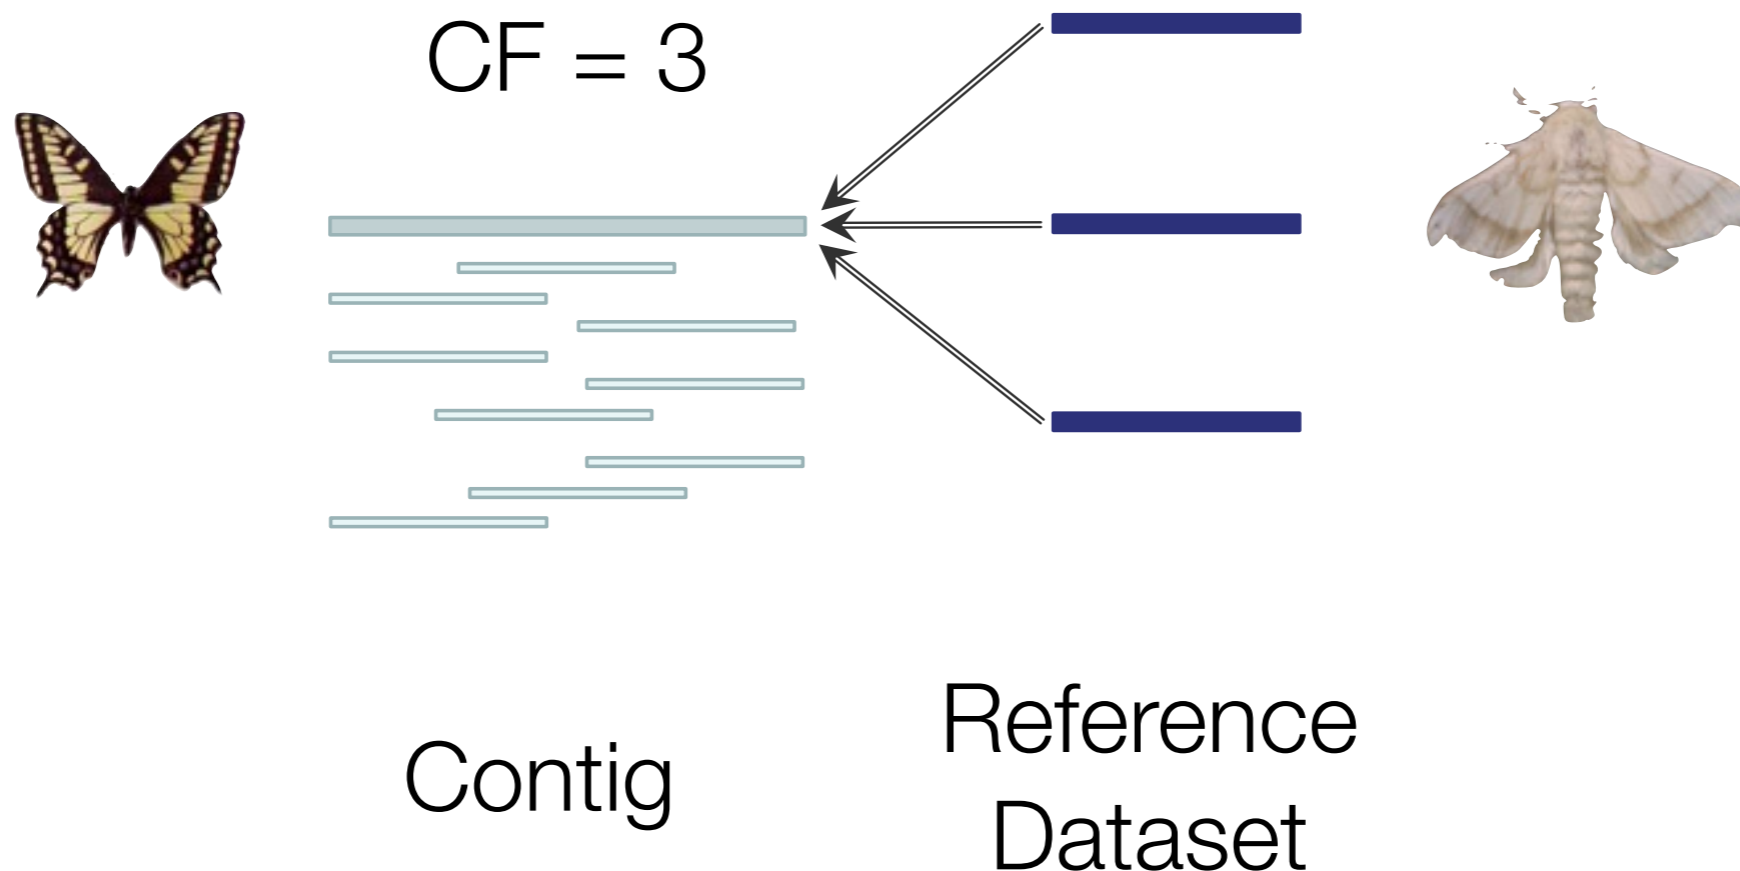 CF = 3
Contig
Reference
Dataset